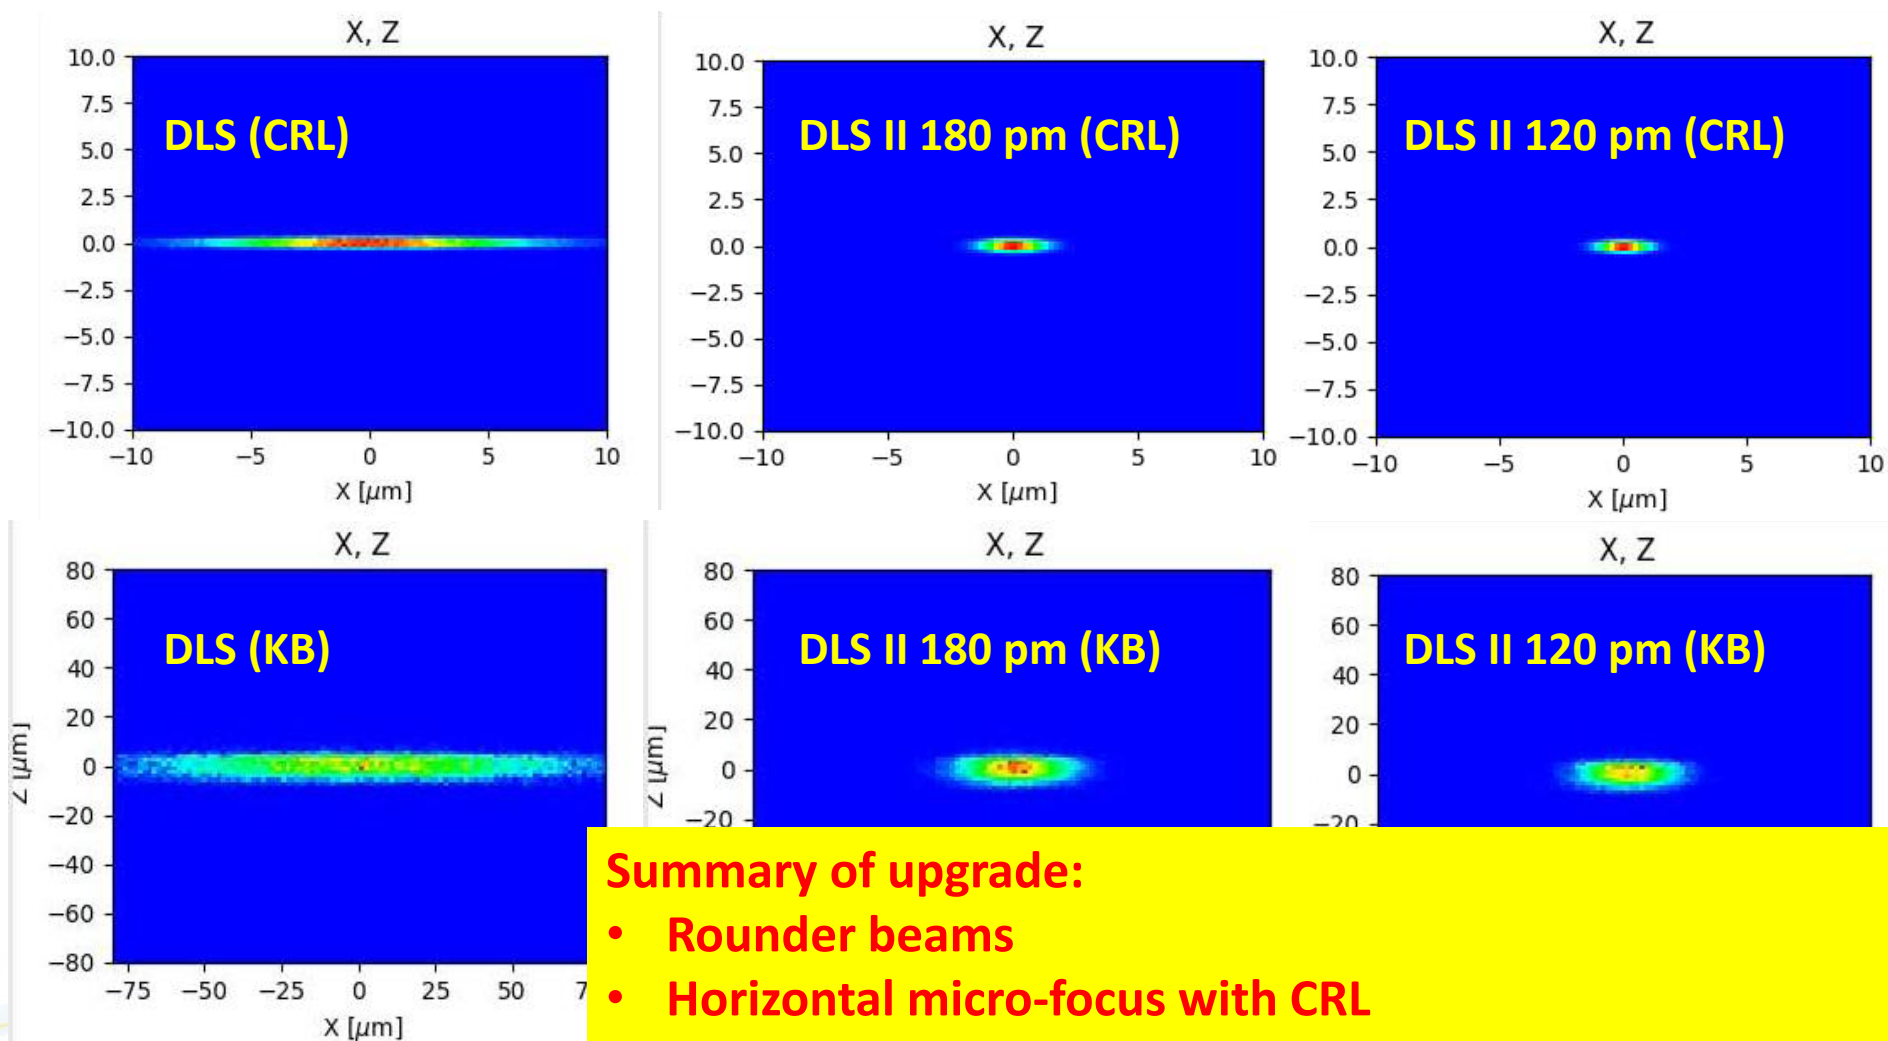 X, Z
10.0
7.5
5.0
2.5
0.0
−2.5
−5.0
−7.5
−10.0
DLS (CRL)
−10 −5 0 5 10
X [μm]
X, Z
10.0
7.5
5.0
2.5
0.0
−2.5
−5.0
−7.5
−10.0
DLS II 180 pm (CRL)
−10 −5 0 5 10
X [μm]
X, Z
10.0
7.5
5.0
2.5
0.0
−2.5
−5.0
−7.5
−10.0
DLS II 120 pm (CRL)
−10 −5 0 5 10
X [μm]
X, Z
80
60
40
20
0
−20
−40
−60
−80
Z [μm]
DLS (KB)
−75 −50 −25 0 25 50
X [μm]
X, Z
80
60
40
20
0
−20
Z [μm]
DLS II 180 pm (KB)
X, Z
80
60
40
20
0
−20
DLS II 120 pm (KB)
Summary of upgrade:
• Rounder beams
• Horizontal micro-focus with CRL